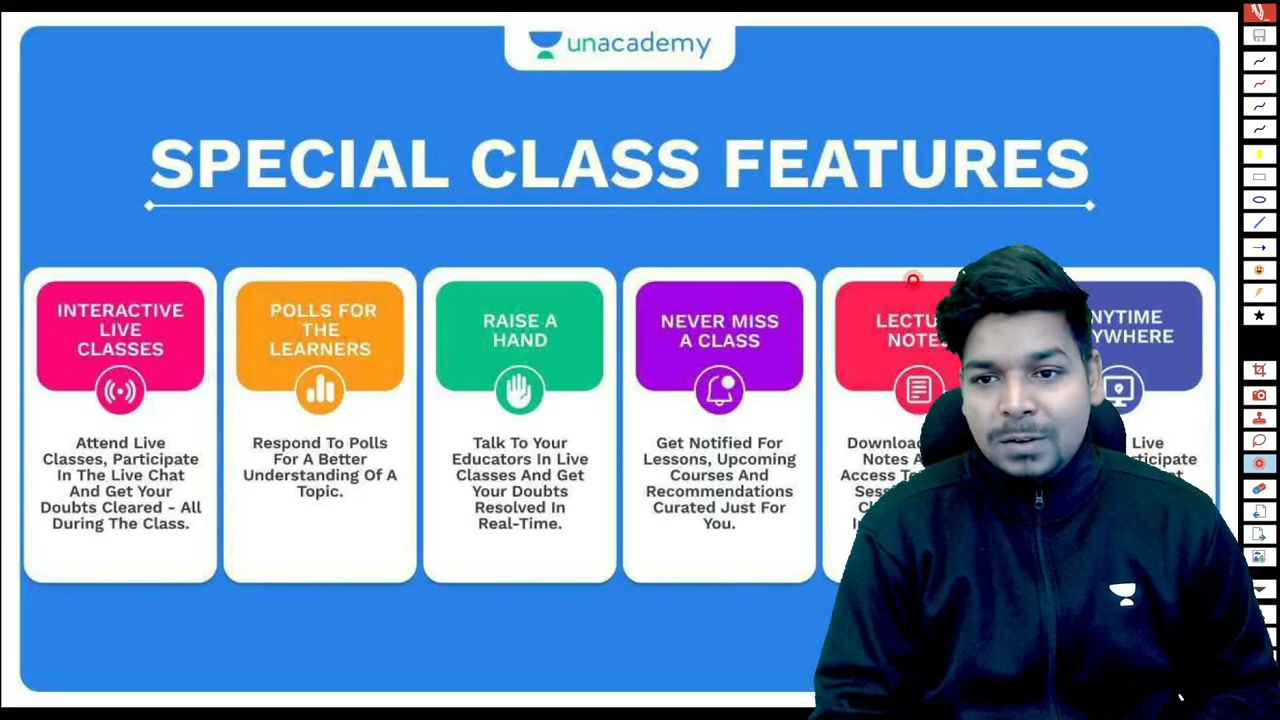 unacademy
SPECIAL CLASS FEATURES
INTERACTIVE
LIVE
CLASSES
Attend Live
Classes, Participate
In The Live Chat
And Get Your
Doubts Cleared - All
During The Class.
POLLS FOR
THE
LEARNERS
Respond To Polls
For A Better
Understanding Of A
Topic.
RAISE A
HAND
Talk To Your
Educators In Live
Classes And Get
Your Doubts
Resolved In
Real-Time.
NEVER MISS
A CLASS
Get Notified For
Lessons, Upcoming
Courses And
Recommendations
Curated Just For
You.
Download
Notes
Access
Live